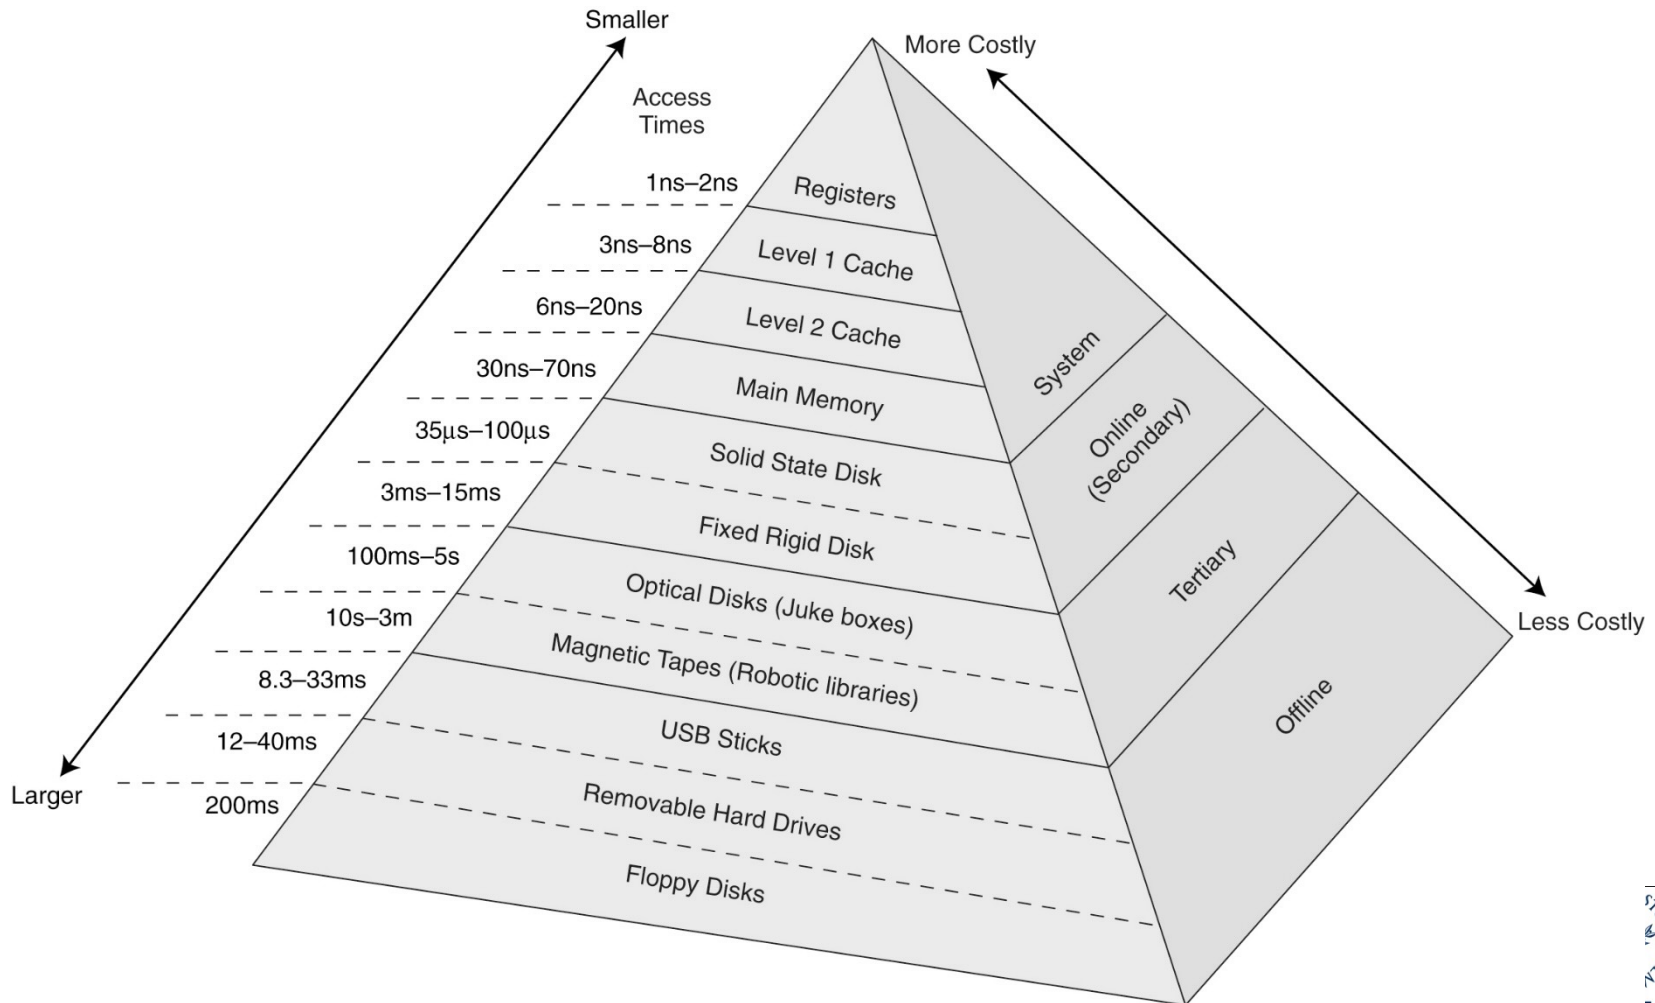 Smaller
More Costly
Access
Times
1ns–2ns
Registers
3ns–8ns
Level 1 Cache
6ns–20ns
Level 2 Cache
System
30ns–70ns
Main Memory
Online
(Secondary)
35µs–100µs
Solid State Disk
3ms–15ms
Fixed Rigid Disk
100ms–5s
Optical Disks (Juke boxes)
Tertiary
10s–3m
Magnetic Tapes (Robotic libraries)
Less Costly
8.3–33ms
USB Sticks
Offline
12–40ms
Removable Hard Drives
Larger
200ms
Floppy Disks